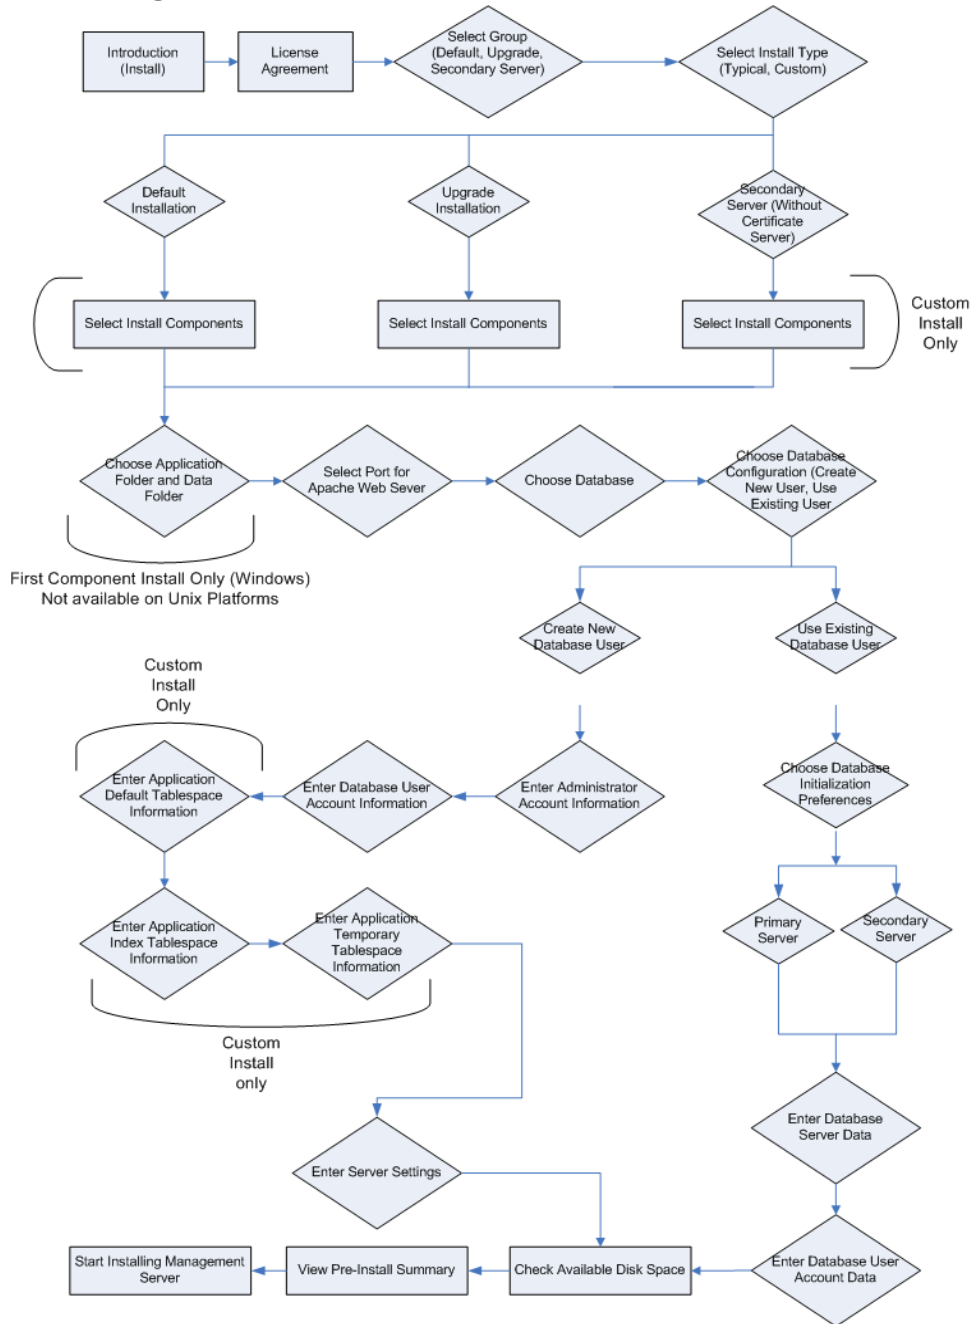 Introduction
(Install)
License
Agreement
Select Group
(Default, Upgrade,
Secondary Server)
Select Install Type
(Typical, Custom)
Default
Installation
Upgrade
Installation
Secondary
Server (Without
Certificate
Server)
Select Install Components
Select Install Components
Select Install Components
Custom
Install
Only
Choose Application
Folder and Data
Folder
Select Port for
Apache Web Sever
Choose Database
Choose Database
Configuration (Create
New User, Use
Existing User
First Component Install Only (Windows)
Not available on Unix Platforms
Create New
Database User
Use Existing
Database User
Custom
Install
Only
Enter Application
Default Tablespace
Information
Enter Database User
Account Information
Enter Administrator
Account Information
Choose Database
Initialization
Preferences
Enter Application
Index Tablespace
Information
Enter Application
Temporary
Tablespace
Information
Primary
Server
Secondary
Server
Custom
Install
only
Enter Database
Server Data
Enter Server Settings
Start Installing Management
Server
View Pre-Install Summary
Check Available Disk Space
Enter Database User
Account Data